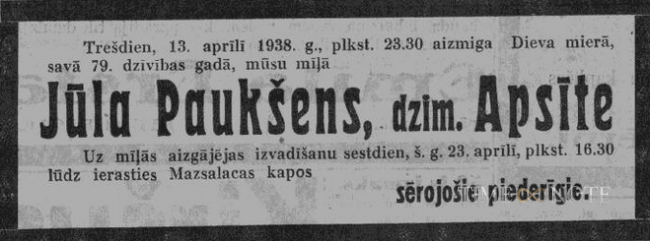 Trešdien, 13. aprīlī 1938. g., plkst. 23.30 aizmiga Dieva mierā,
savā 79. dzīvības gadā, mūsu mīļā
Jūla Paukšens, dzim. Apsīte
Uz mīļās aizgājējas izvadīšanu sestdien, š. g. 23. aprīlī, plkst. 16.30
lūdz ierasties Mazsalacas kapos
sērojošie piederīgie.